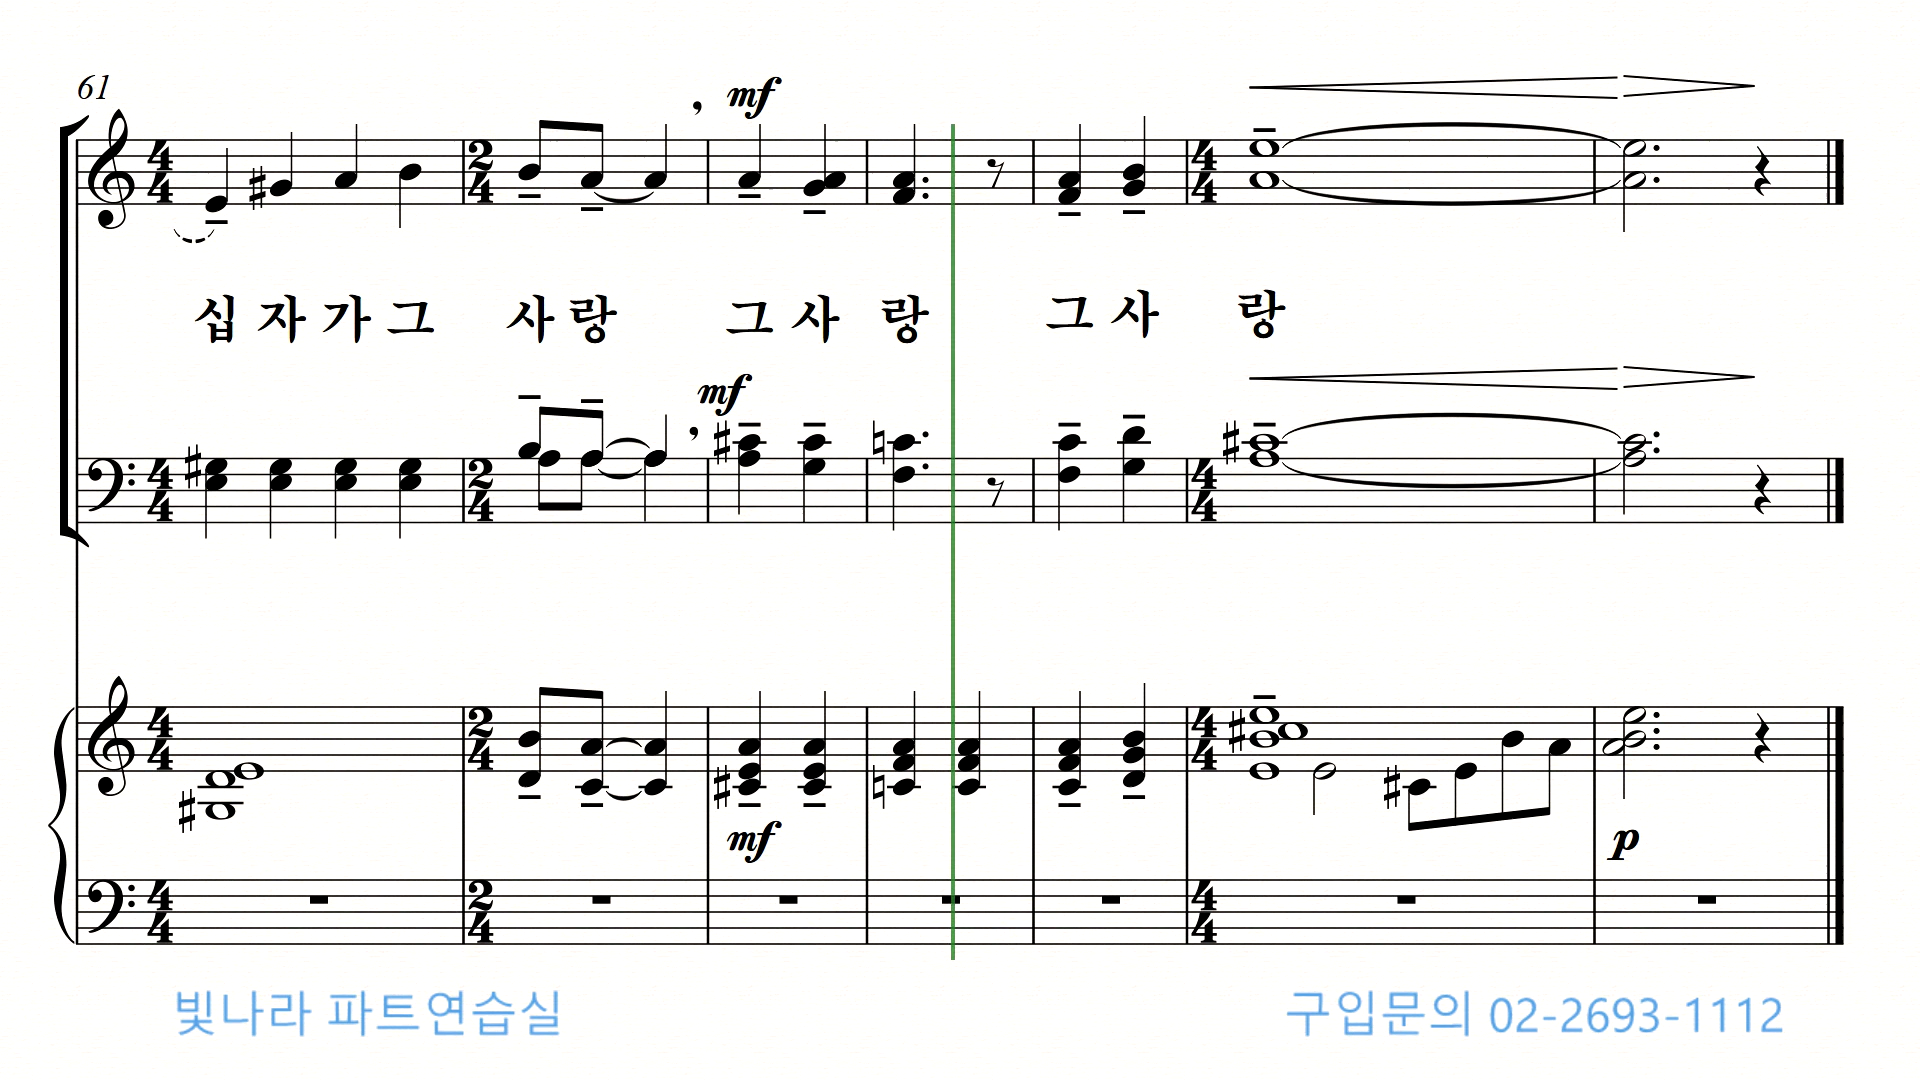 61
mf
십 자 가 그 사 랑 그 사 랑 그 사 랑
mf
mf
p
빛나라 파트연습실
구입문의 02-2693-1112